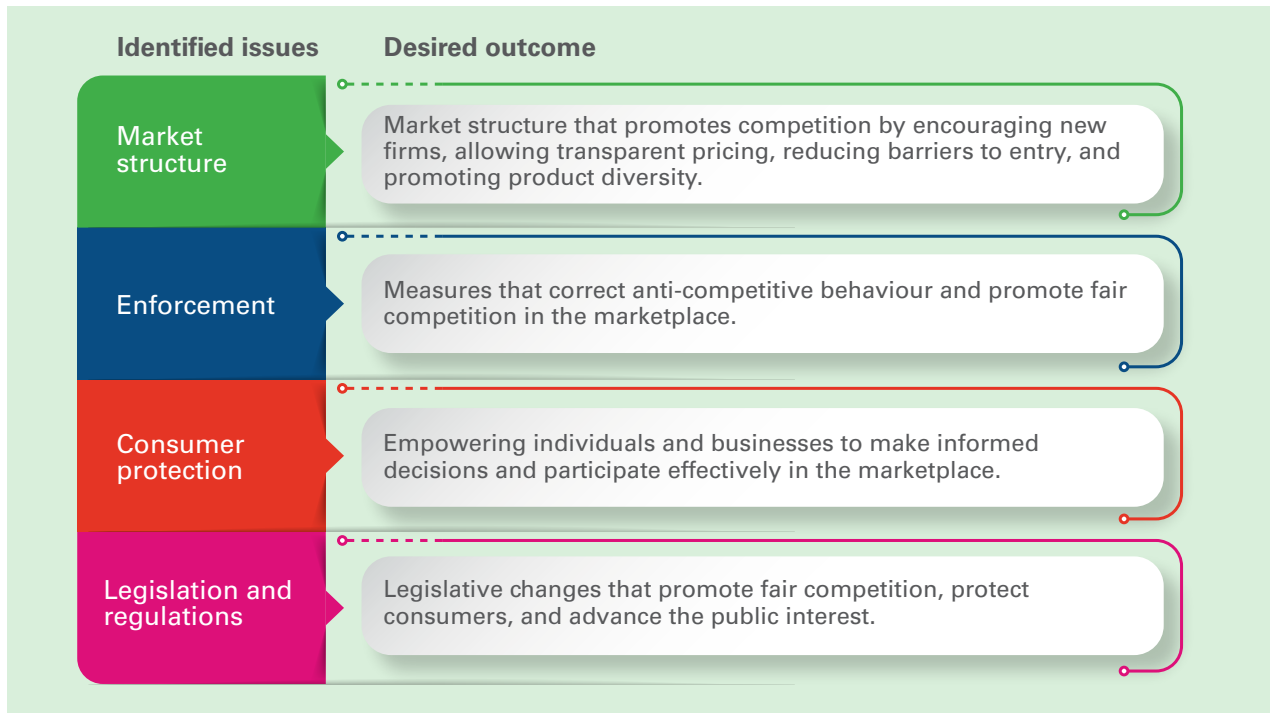 Identified issues
Desired outcome
Market
structure
Market structure that promotes competition by encouraging new
firms, allowing transparent pricing, reducing barriers to entry, and
promoting product diversity.
Enforcement
Measures that correct anti-competitive behaviour and promote fair
competition in the marketplace.
Consumer
protection
Empowering individuals and businesses to make informed
decisions and participate effectively in the marketplace.
Legislation and
regulations
Legislative changes that promote fair competition, protect
consumers, and advance the public interest.